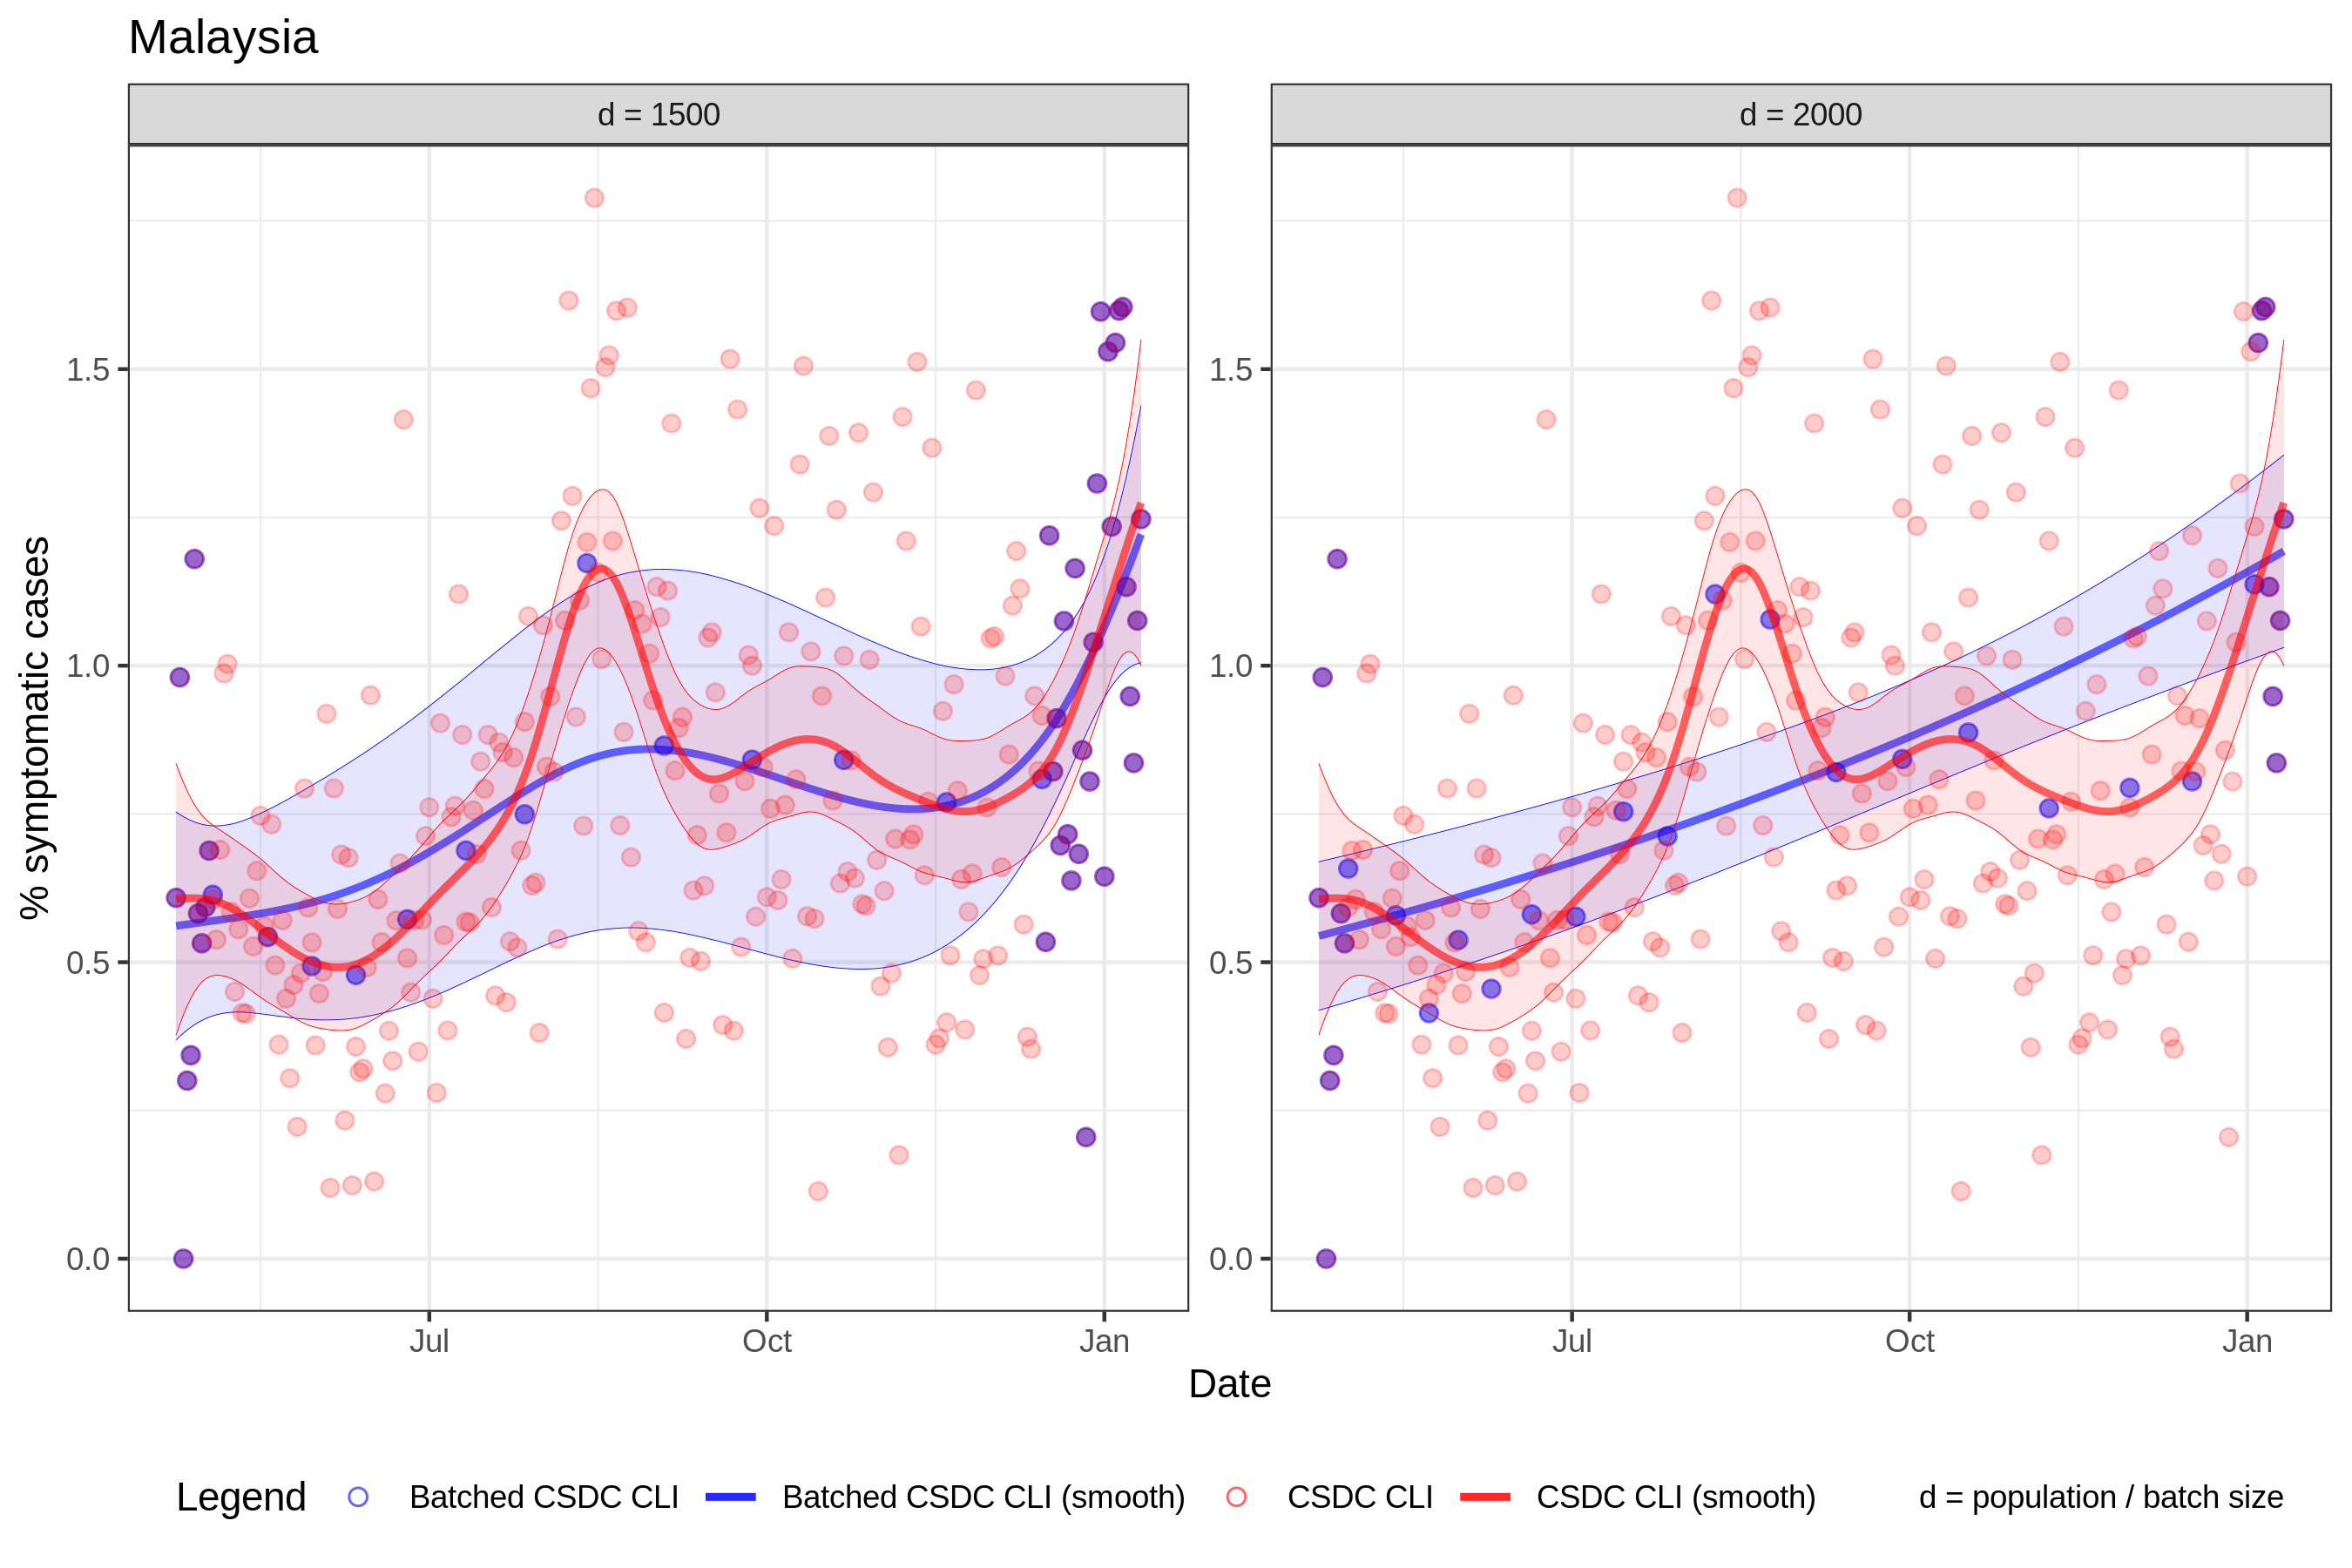 Malaysia
d = 1500
d = 2000
% symptomatic cases
1.5
1.0
0.5
0.0
1.5
1.0
0.5
0.0
Jul
Oct
Jan
Jul
Oct
Jan
Date
Legend
Batched CSDC CLI
Batched CSDC CLI (smooth)
CSDC CLI
CSDC CLI (smooth)
d = population / batch size